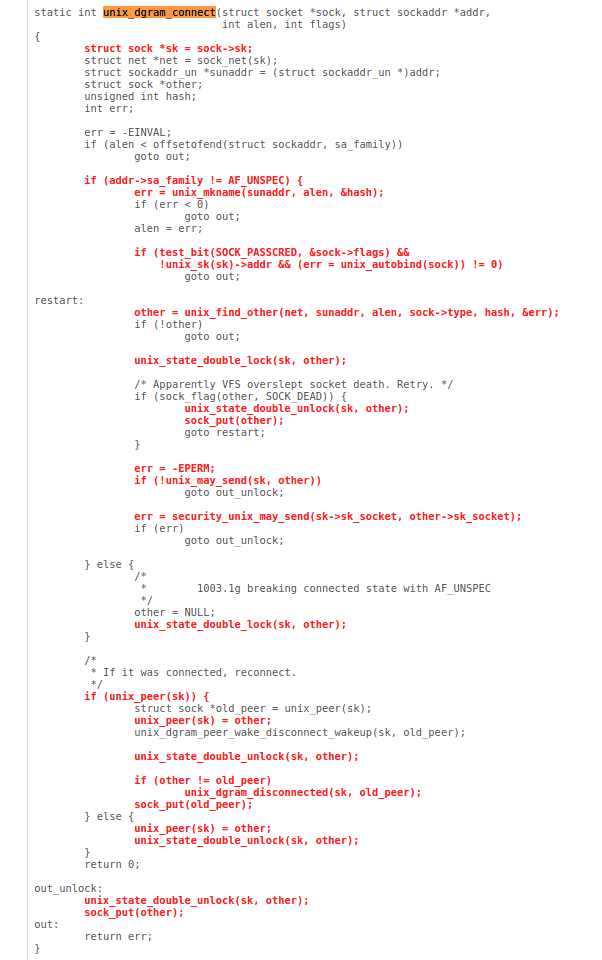 static int unix_dgram_connect(struct socket *sock, struct sockaddr *addr,
                              int alen, int flags)
{
        struct sock *sk = sock->sk;
        struct net *net = sock_net(sk);
        struct sockaddr_un *sunaddr = (struct sockaddr_un *)addr;
        struct sock *other;
        unsigned int hash;
        int err;

        err = -EINVAL;
        if (alen < offsetofend(struct sockaddr, sa_family))
                goto out;

        if (addr->sa_family != AF_UNSPEC) {
                err = unix_mkname(sunaddr, alen, &hash);
                if (err < 0)
                        goto out;
                alen = err;

                if (test_bit(SOCK_PASSCRED, &sock->flags) &&
                    !unix_sk(sk)->addr && (err = unix_autobind(sock)) != 0)
                        goto out;

restart:
                other = unix_find_other(net, sunaddr, alen, sock->type, hash, &err);
                if (!other)
                        goto out;

                unix_state_double_lock(sk, other);

                /* Apparently VFS overslept socket death. Retry. */
                if (sock_flag(other, SOCK_DEAD)) {
                        unix_state_double_unlock(sk, other);
                        sock_put(other);
                        goto restart;
                }

                err = -EPERM;
                if (!unix_may_send(sk, other))
                        goto out_unlock;

                err = security_unix_may_send(sk->sk_socket, other->sk_socket);
                if (err)
                        goto out_unlock;

        } else {
                /*
                 *        1003.1g breaking connected state with AF_UNSPEC
                 */
                other = NULL;
                unix_state_double_lock(sk, other);
        }

        /*
         * If it was connected, reconnect.
         */
        if (unix_peer(sk)) {
                struct sock *old_peer = unix_peer(sk);
                unix_peer(sk) = other;
                unix_dgram_peer_wake_disconnect_wakeup(sk, old_peer);

                unix_state_double_unlock(sk, other);

                if (other != old_peer)
                        unix_dgram_disconnected(sk, old_peer);
                sock_put(old_peer);
        } else {
                unix_peer(sk) = other;
                unix_state_double_unlock(sk, other);
        }
        return 0;

out_unlock:
        unix_state_double_unlock(sk, other);
        sock_put(other);
out:
        return err;
}